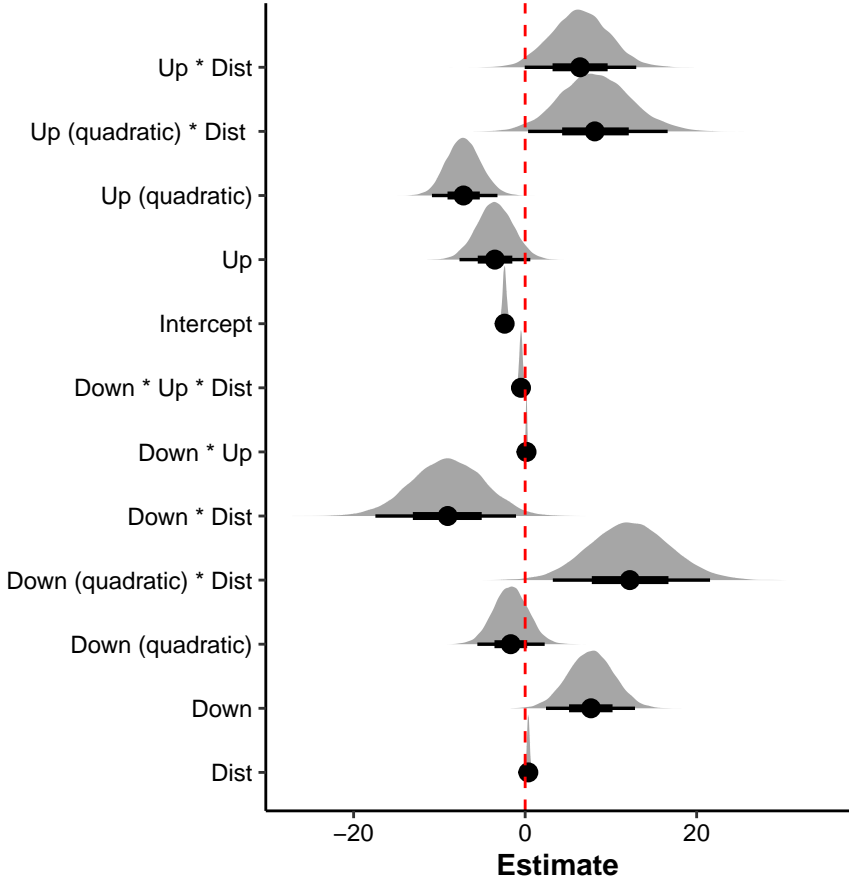 Up * Dist
Up (quadratic) * Dist
Up (quadratic)
Up
Intercept
Down * Up * Dist
Down * Up
Down * Dist
Down (quadratic) * Dist
Down (quadratic)
Down
Dist
−20 0 20
Estimate